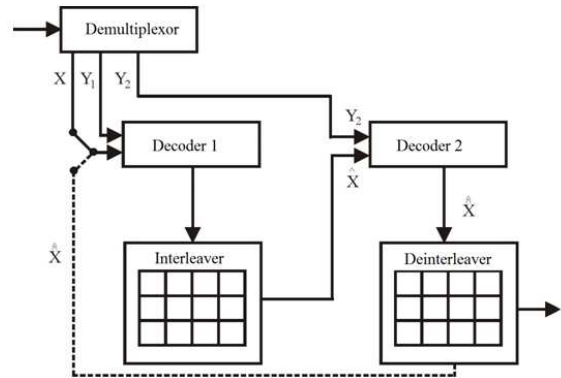 Demultiplexor
X Y₁ Y₂
Y₂
Decoder 1
Decoder 2
X̂
X̂
X̂
Interleaver
Deinterleaver